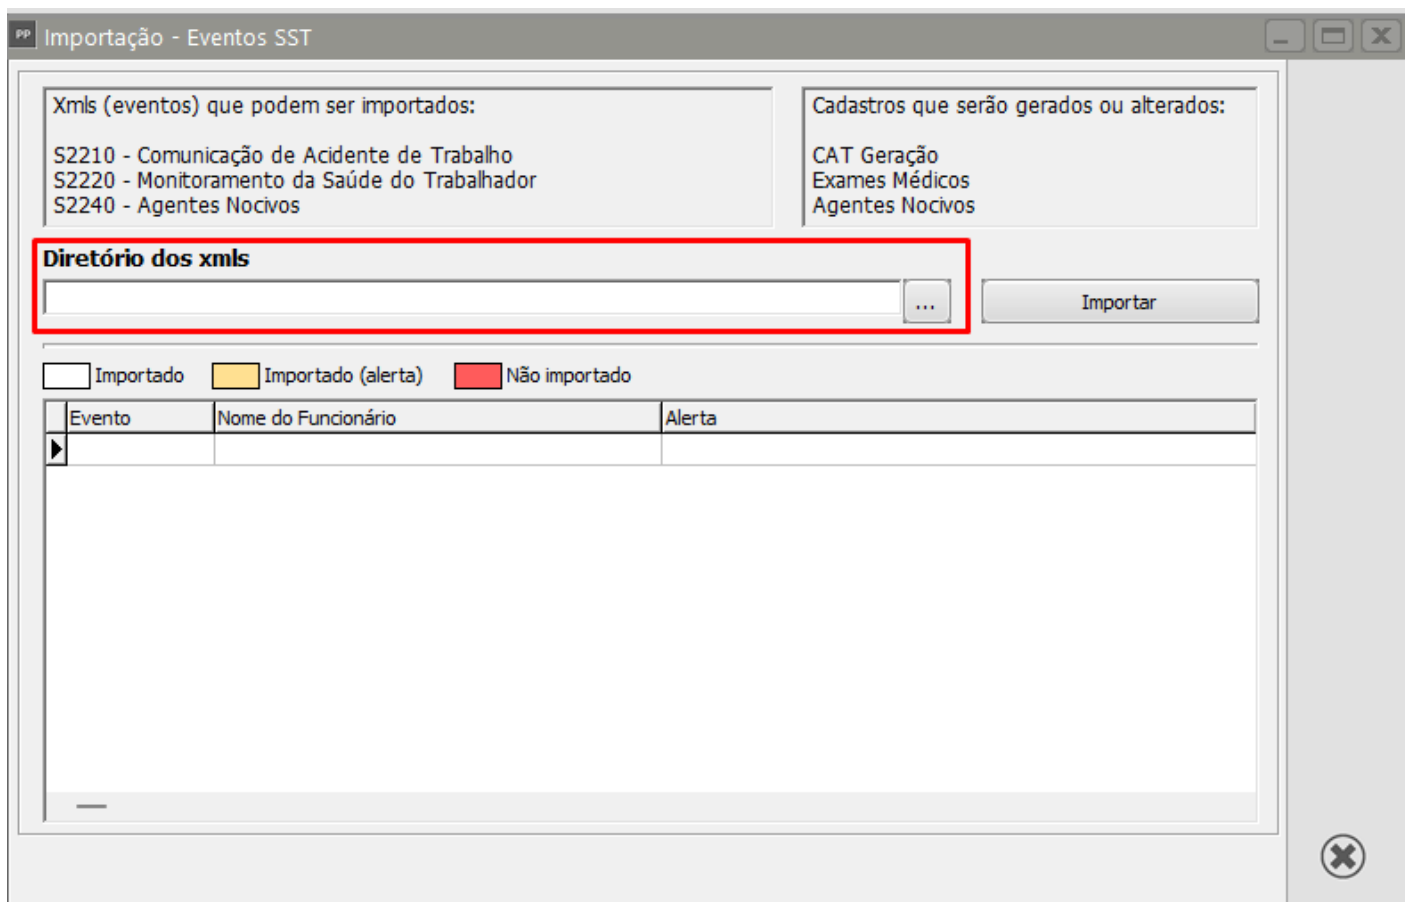 PP Importação - Eventos SST
Xmls (eventos) que podem ser importados:
S2210 - Comunicação de Acidente de Trabalho
S2220 - Monitoramento da Saúde do Trabalhador
S2240 - Agentes Nocivos
Cadastros que serão gerados ou alterados:
CAT Geração
Exames Médicos
Agentes Nocivos
Diretório dos xmls
...
Importar
Importado Importado (alerta) Não importado
Evento Nome do Funcionário Alerta